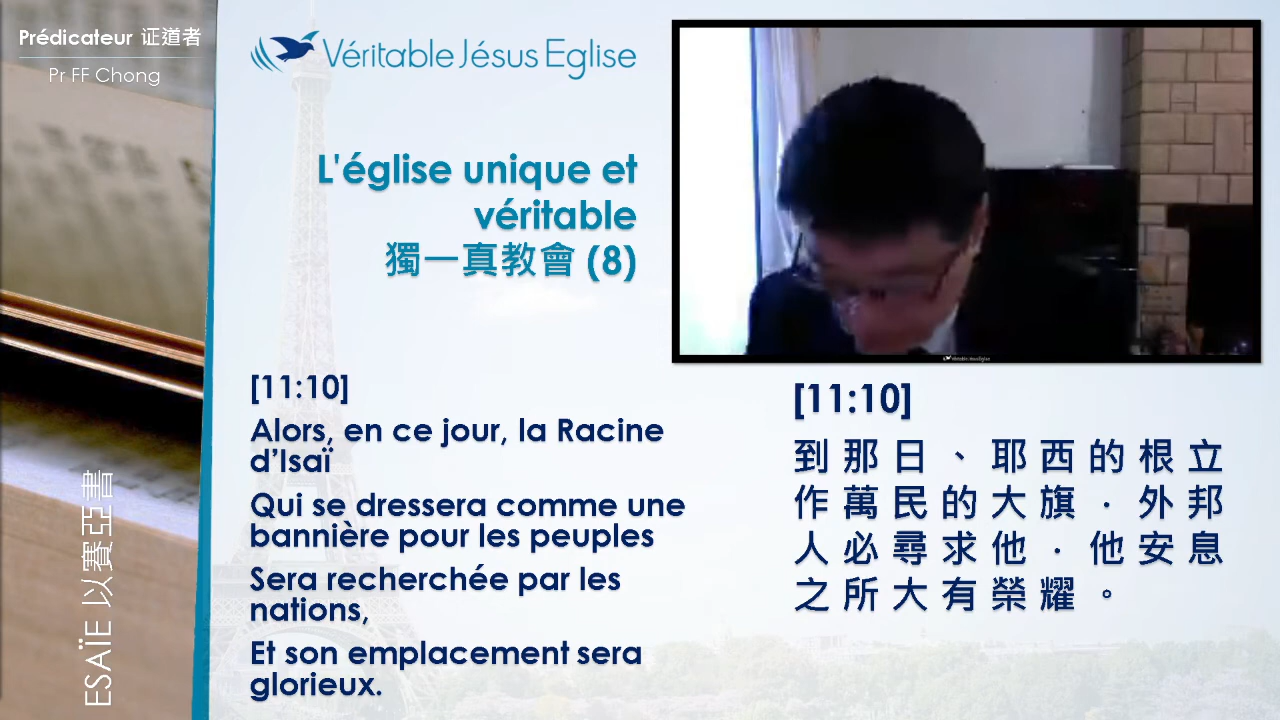 Prédicateur 证道者
Pr FF Chong
Véritable Jésus Eglise
L'église unique et
véritable
獨一真教會 (8)
[11:10]
Alors, en ce jour, la Racine
d’Isaï
Qui se dressera comme une
bannière pour les peuples
Sera recherchée par les
nations,
Et son emplacement sera
glorieux.
[11:10]
到那日、耶西的根立
作萬民的大旗．外邦
人必尋求他．他安息
之所大有榮耀。
ESAÏE 以賽亞書
Véritable Jésus Eglise